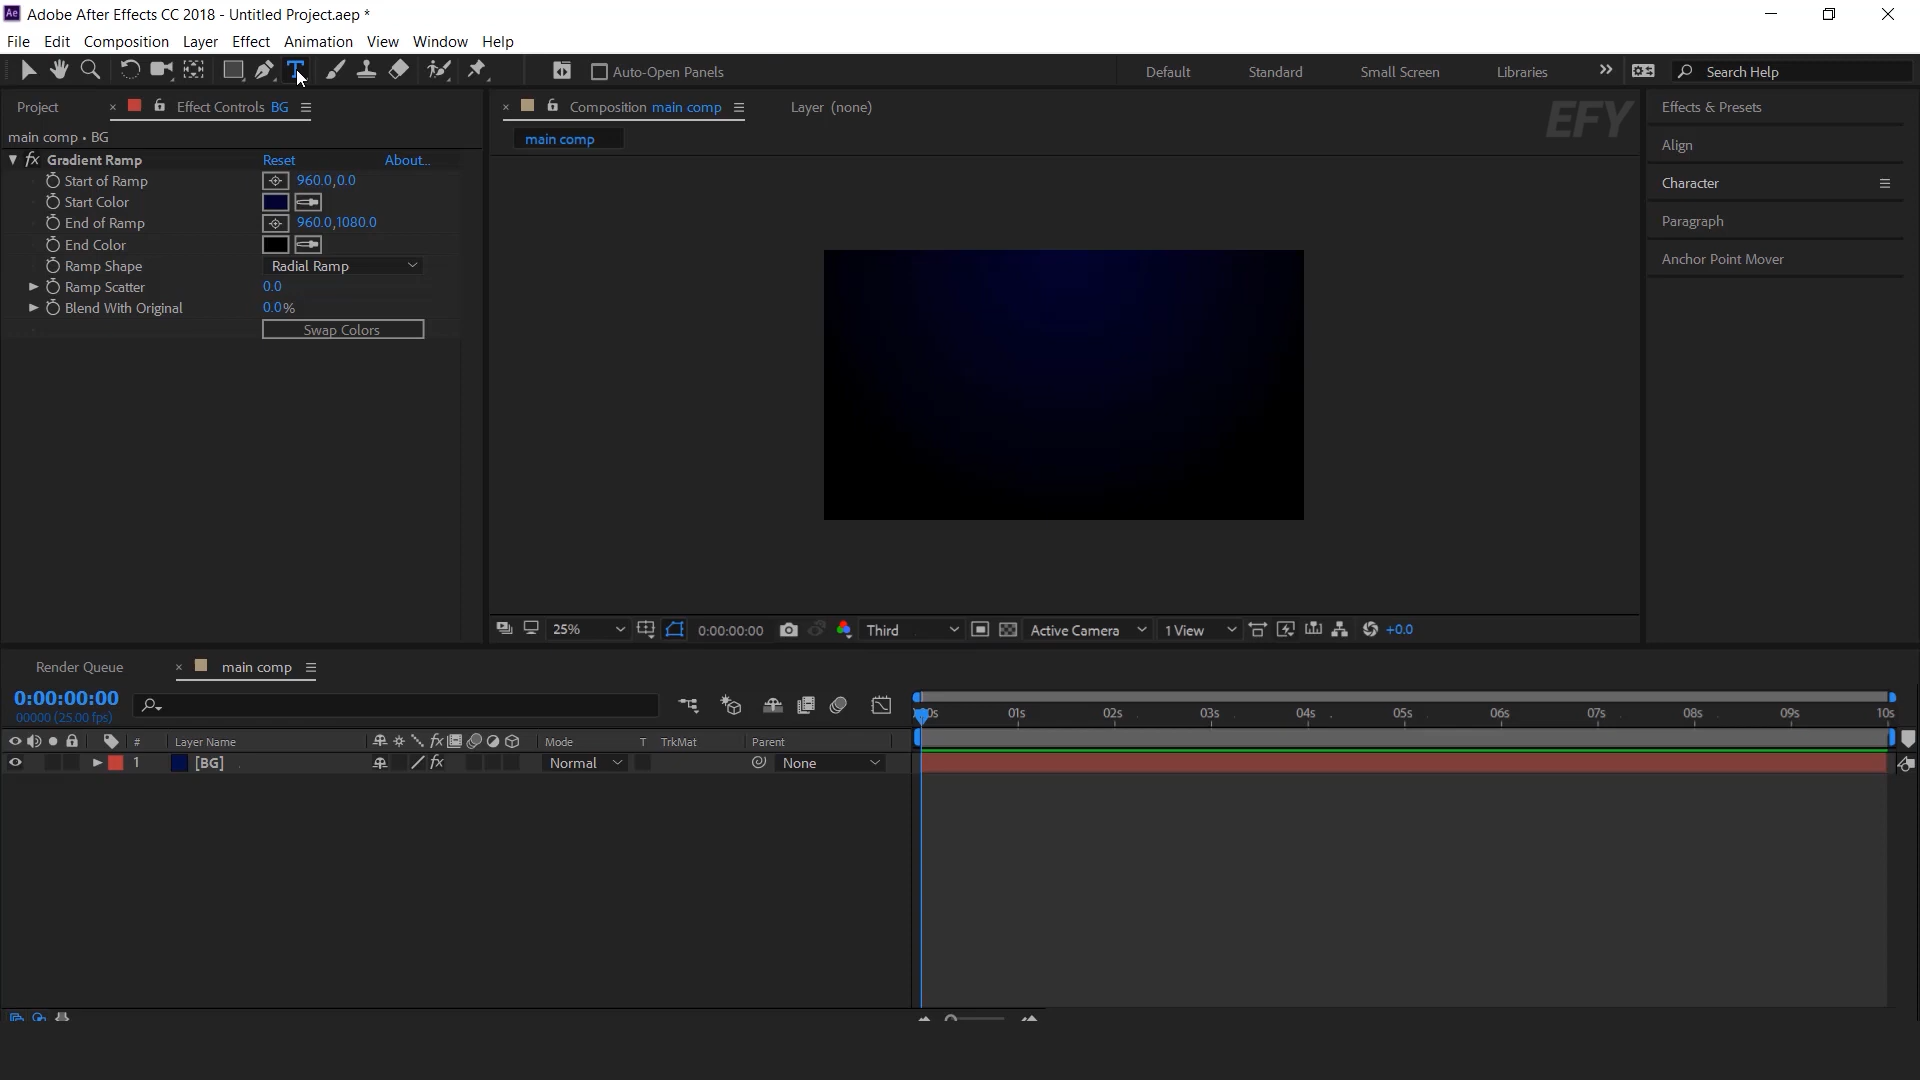 Ae Adobe After Effects CC 2018 - Untitled Project.aep *
File Edit Composition Layer Effect Animation View Window Help
T Auto-Open Panels Default Standard Small Screen Libraries Search Help
Project Effect Controls BG Composition main comp Layer (none) EFY Effects & Presets
main comp • BG main comp
fx Gradient Ramp Reset About... Align
Start of Ramp 960.0,0.0 Character
Start Color
End of Ramp 960.0,1080.0 Paragraph
End Color
Ramp Shape Radial Ramp Anchor Point Mover
Ramp Scatter 0.0
Blend With Original 0.0%
Swap Colors
25% 0:00:00:00 Third Active Camera 1 View +0.0
Render Queue main comp
0:00:00:00
00000 (25.00 fps) 01s 02s 03s 04s 05s 06s 07s 08s 09s 10s
# Layer Name fx Mode T TrkMat Parent
1 [BG] fx Normal None